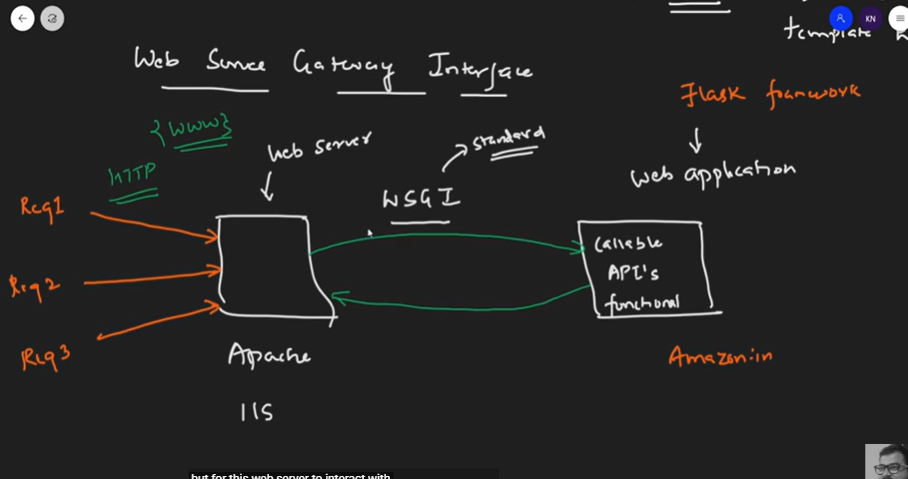 KN
template
Web Server Gateway Interface
Flask framework
{WWW}
HTTP
Web server
standard
WSGI
Web application
Req1
Req2
Req3
callable
API's
functional
Apache
IIS
Amazon.in
but for this web server to interact with